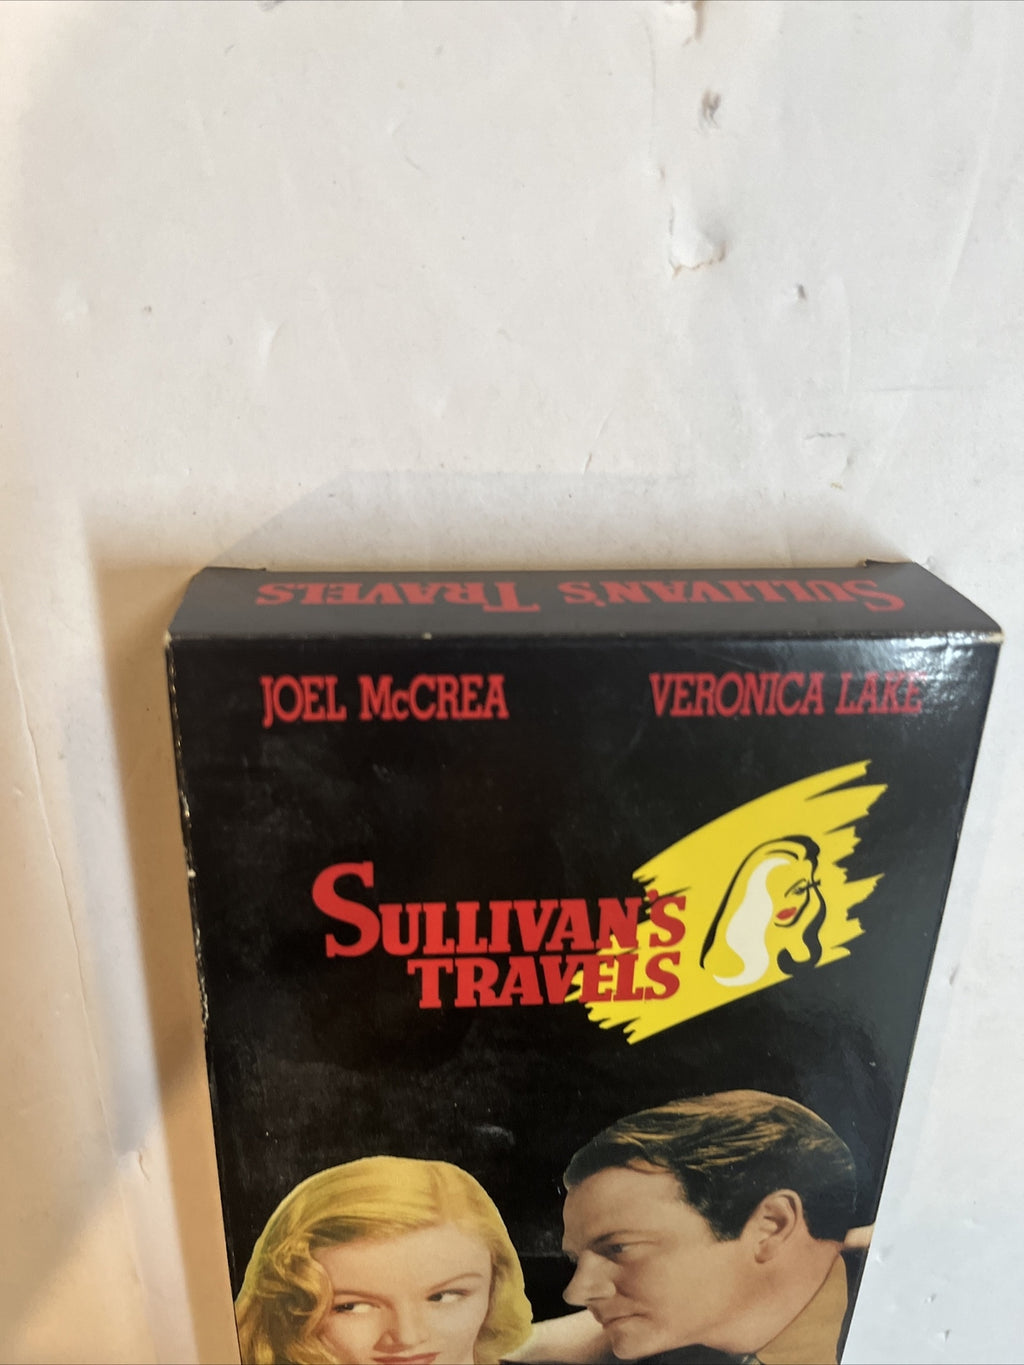 SULLIVAN'S TRAVELS
JOEL McCREA VERONICA LAKE
SULLIVAN'S
TRAVELS